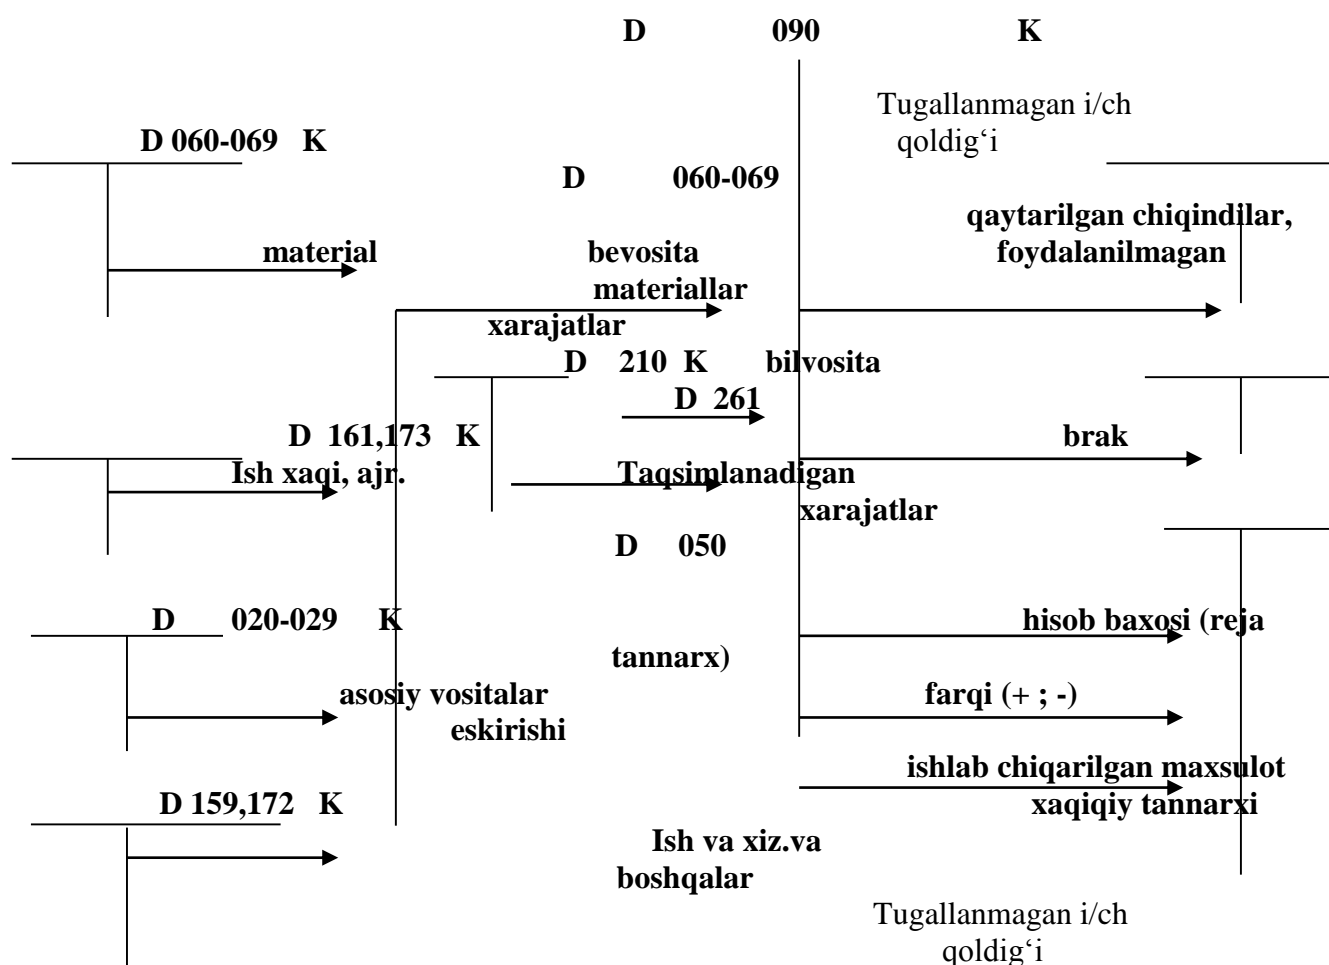 D 090 K
Tugallanmagan i/ch
qoldig‘i
D 060-069 K
D 060-069
qaytarilgan chiqindilar,
material bevosita foydalanilmagan
materiallar
xarajatlar
D 210 K bilvosita
D 261
D 161,173 K brak
Ish xaqi, ajr. Taqsimlanadigan
xarajatlar
D 050
D 020-029 K hisob baxosi (reja
tannarx)
asosiy vositalar farqi (+ ; -)
eskirishi
ishlab chiqarilgan maxsulot
D 159,172 K xaqiqiy tannarxi
Ish va xiz.va
boshqalar
Tugallanmagan i/ch
qoldig‘i